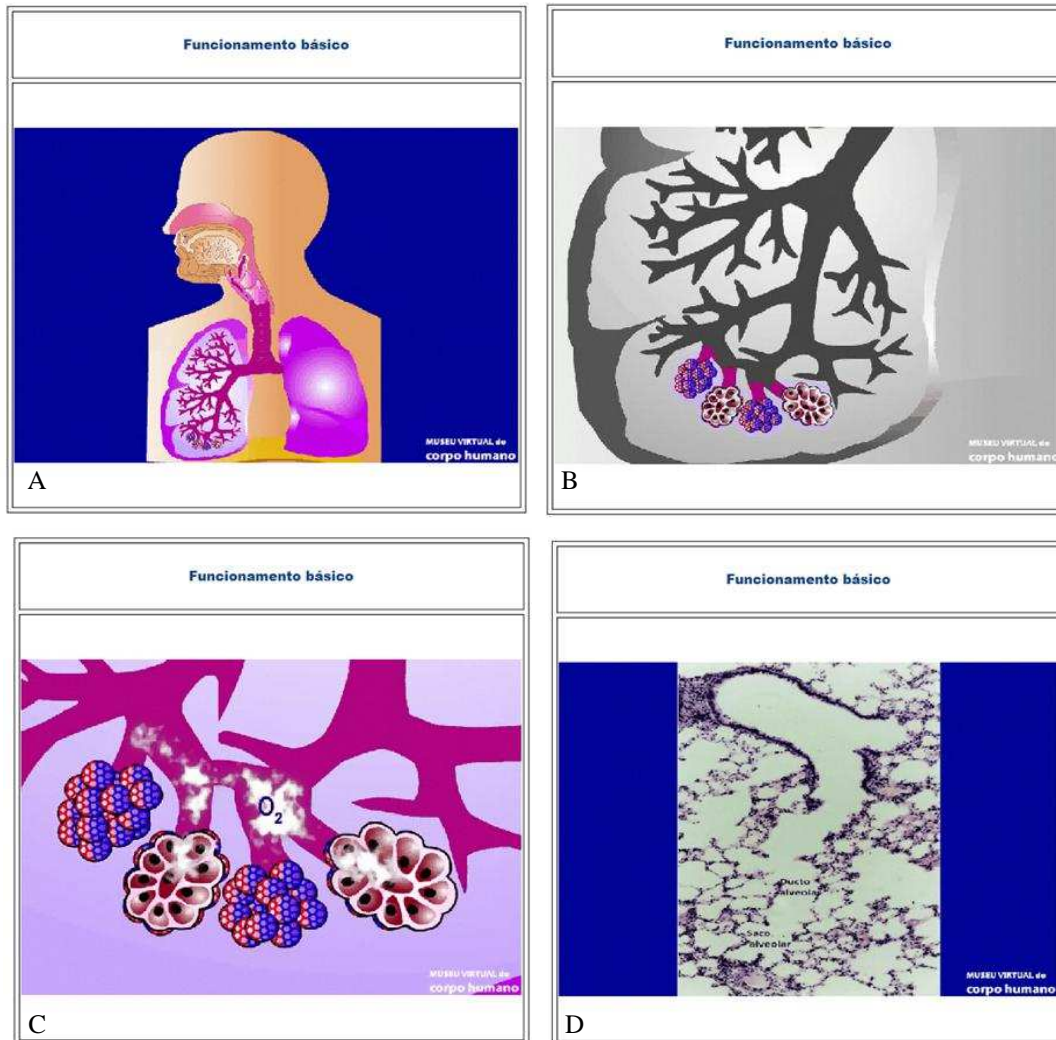 Funcionamento básico
MUSEU VIRTUAL do
corpo humano
A
Funcionamento básico
MUSEU VIRTUAL do
corpo humano
B
Funcionamento básico
O2
MUSEU VIRTUAL do
corpo humano
C
Funcionamento básico
Ducto
alveolar
Saco
alveolar
MUSEU VIRTUAL do
corpo humano
D